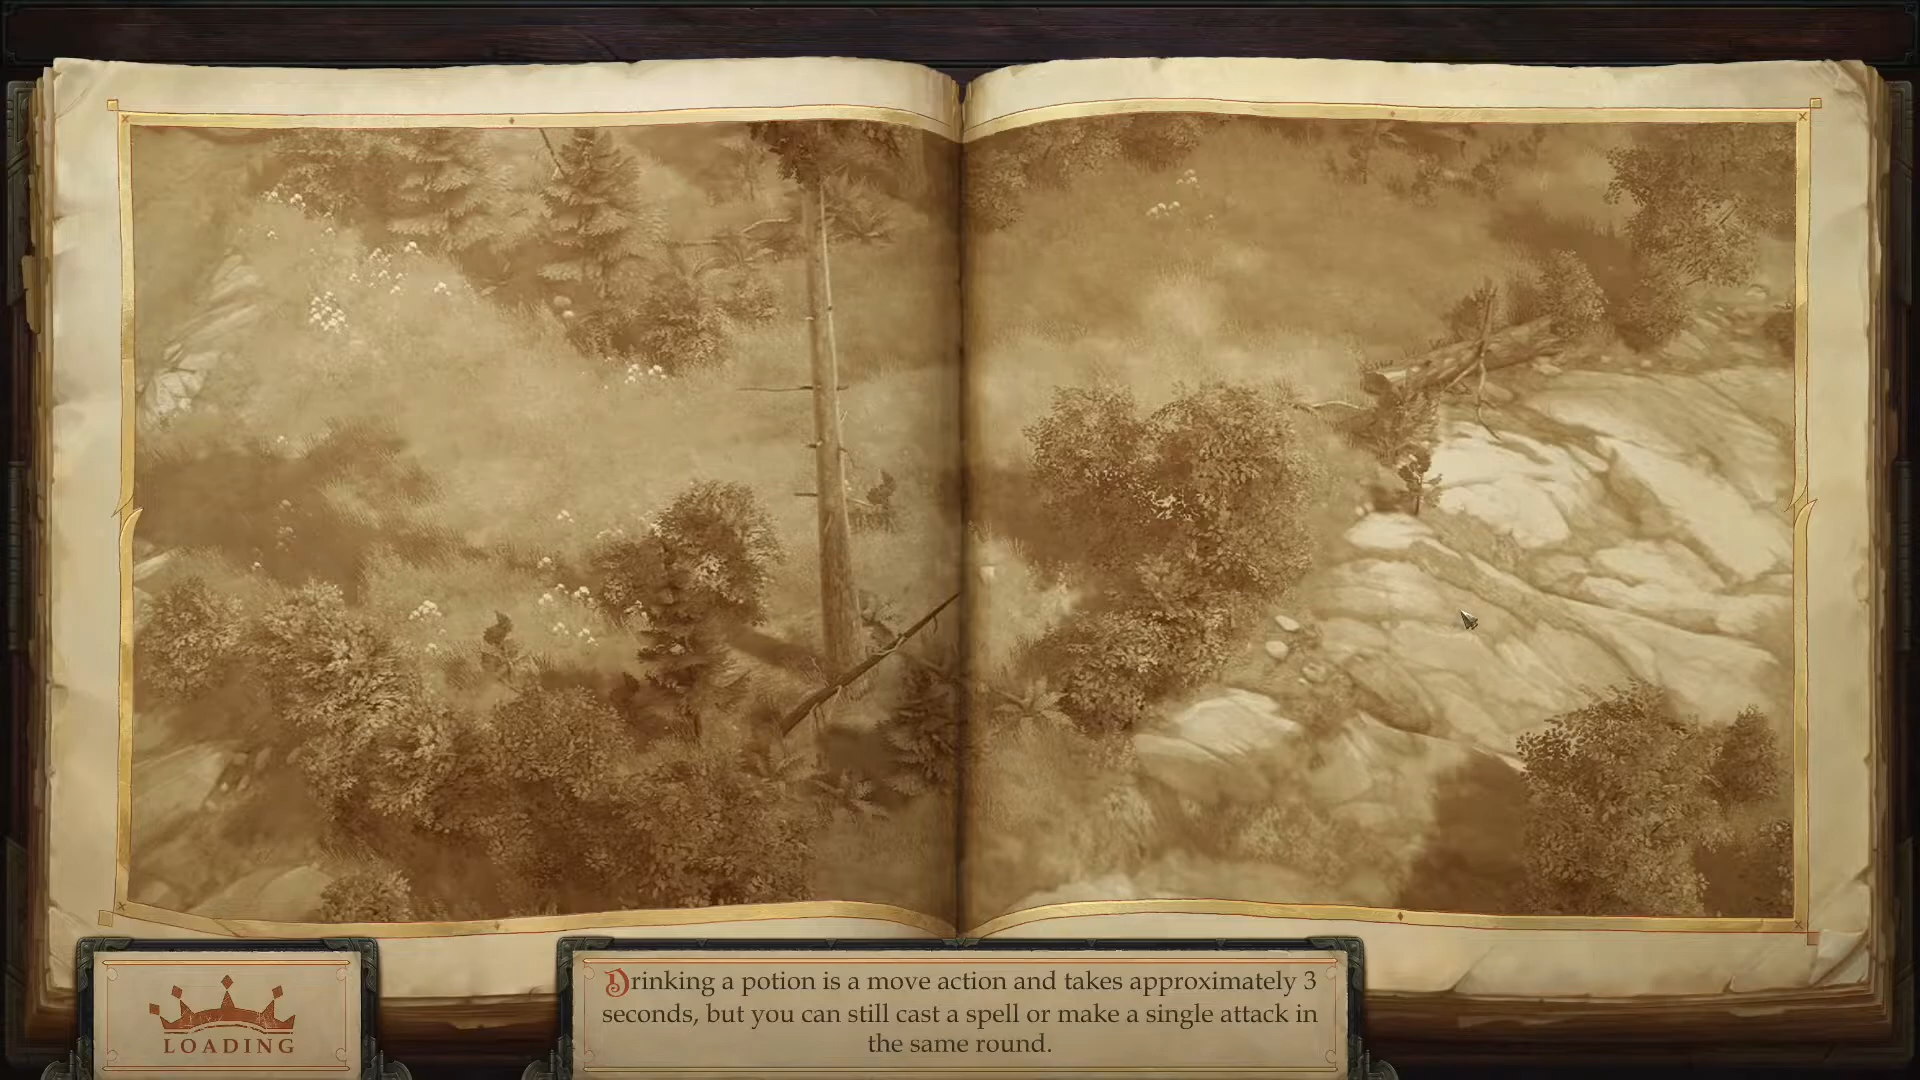 LOADING
Drinking a potion is a move action and takes approximately 3
seconds, but you can still cast a spell or make a single attack in
the same round.